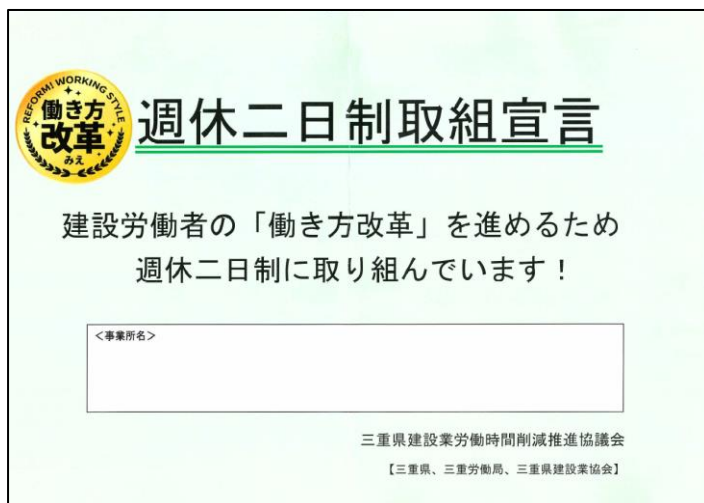 REFORM! WORKING STYLE
働き方
改革
みえ
週休二日制取組宣言
建設労働者の「働き方改革」を進めるため
週休二日制に取り組んでいます!
<事業所名>
三重県建設業労働時間削減推進協議会
【三重県、三重労働局、三重県建設業協会】